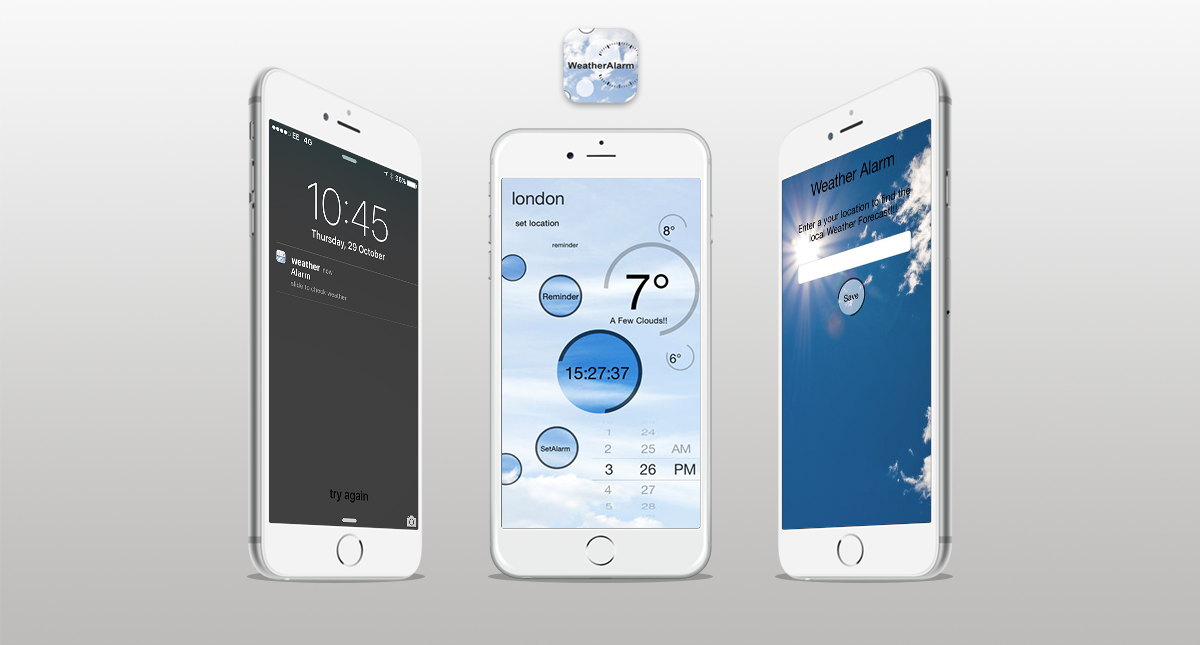 WeatherAlarm
EE 4G
36%
10:45
Thursday, 29 October
weather now
Alarm
slide to check weather
try again
london
set location
reminder
8°
Reminder
7°
A Few Clouds!!
6°
15:27:37
SetAlarm
1 24
2 25 AM
3 26 PM
4 27
5 28
Weather Alarm
Enter a your location to find the
local Weather Forecast!!!
Save